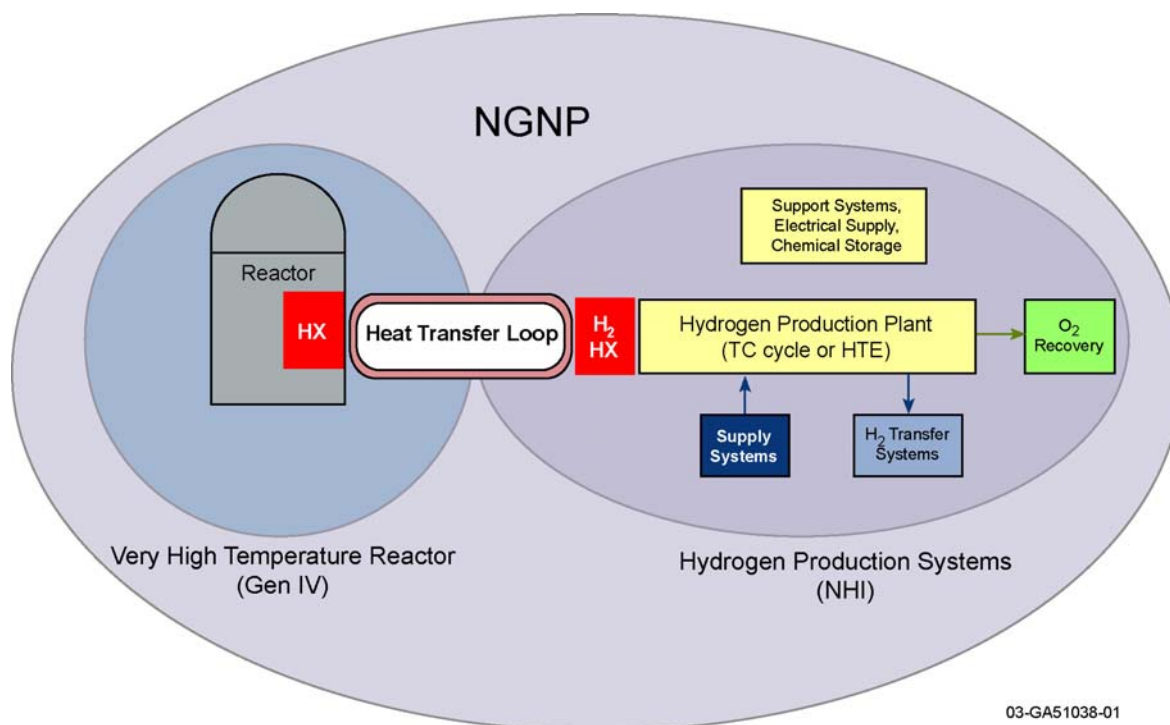 NGNP
Reactor
HX
Heat Transfer Loop
H2
HX
Support Systems,
Electrical Supply,
Chemical Storage
Hydrogen Production Plant
(TC cycle or HTE)
O2
Recovery
Supply
Systems
H2 Transfer
Systems
Very High Temperature Reactor
(Gen IV)
Hydrogen Production Systems
(NHI)
03-GA51038-01